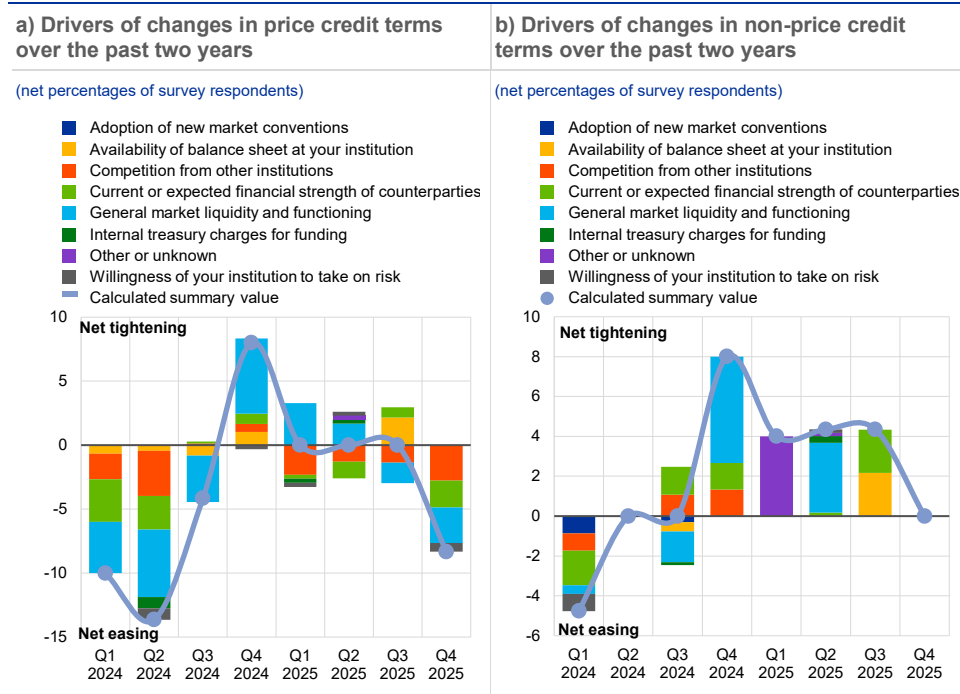 a) Drivers of changes in price credit terms
over the past two years
(net percentages of survey respondents)
Adoption of new market conventions
Availability of balance sheet at your institution
Competition from other institutions
Current or expected financial strength of counterparties
General market liquidity and functioning
Internal treasury charges for funding
Other or unknown
Willingness of your institution to take on risk
Calculated summary value
10
Net tightening
5
0
-5
-10
-15
Net easing
Q1 Q2 Q3 Q4 Q1 Q2 Q3 Q4
2024 2024 2024 2024 2025 2025 2025 2025
b) Drivers of changes in non-price credit
terms over the past two years
(net percentages of survey respondents)
Adoption of new market conventions
Availability of balance sheet at your institution
Competition from other institutions
Current or expected financial strength of counterparties
General market liquidity and functioning
Internal treasury charges for funding
Other or unknown
Willingness of your institution to take on risk
Calculated summary value
10
Net tightening
8
6
4
2
0
-2
-4
-6
Net easing
Q1 Q2 Q3 Q4 Q1 Q2 Q3 Q4
2024 2024 2024 2024 2025 2025 2025 2025